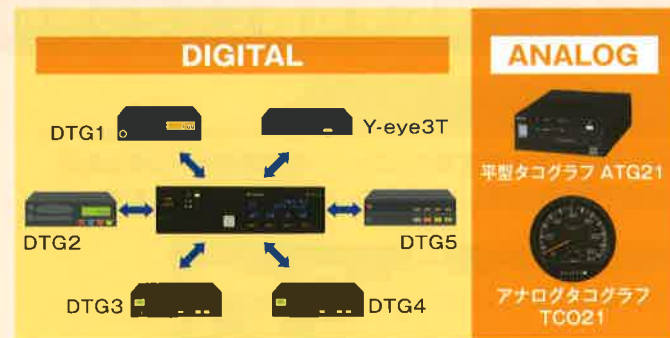 DIGITAL
ANALOG
DTG1
Y-eye3T
平型タコグラフ ATG21
DTG2
DTG5
DTG3
DTG4
アナログタコグラフ
TCO21